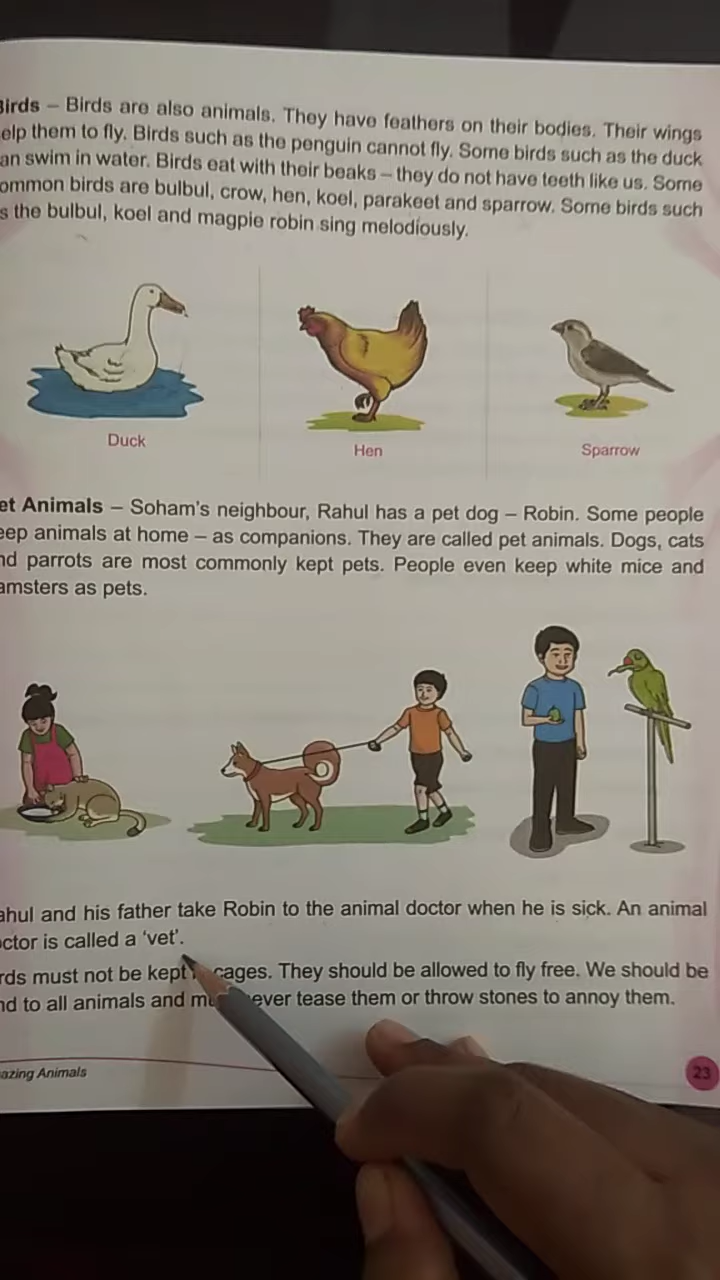 Birds – Birds are also animals. They have feathers on their bodies. Their wings
elp them to fly. Birds such as the penguin cannot fly. Some birds such as the duck
an swim in water. Birds eat with their beaks – they do not have teeth like us. Some
ommon birds are bulbul, crow, hen, koel, parakeet and sparrow. Some birds such
s the bulbul, koel and magpie robin sing melodiously.
Duck
Hen
Sparrow
et Animals – Soham's neighbour, Rahul has a pet dog – Robin. Some people
eep animals at home – as companions. They are called pet animals. Dogs, cats
nd parrots are most commonly kept pets. People even keep white mice and
amsters as pets.
ahul and his father take Robin to the animal doctor when he is sick. An animal
octor is called a 'vet'.
rds must not be kept cages. They should be allowed to fly free. We should be
nd to all animals and ever tease them or throw stones to annoy them.
azing Animals
23